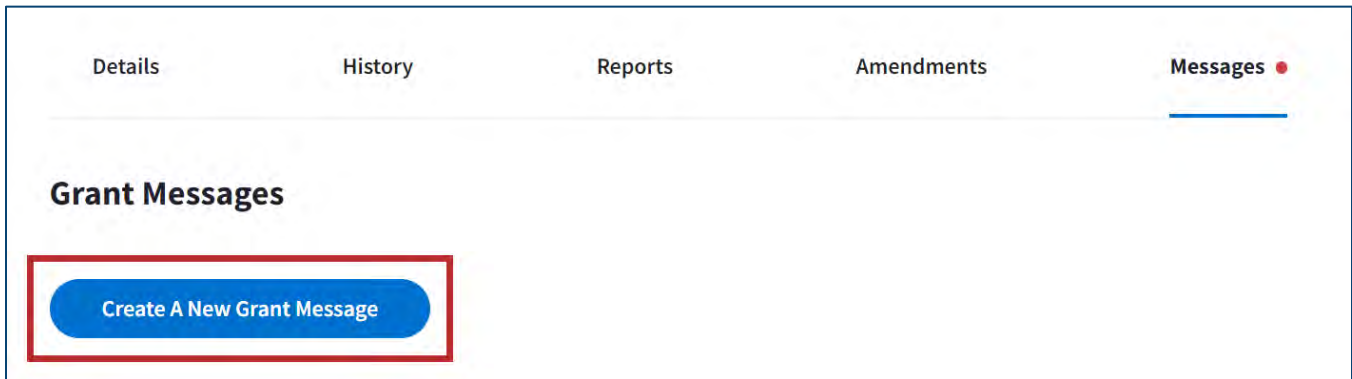 Details History Reports Amendments Messages
Grant Messages
Create A New Grant Message